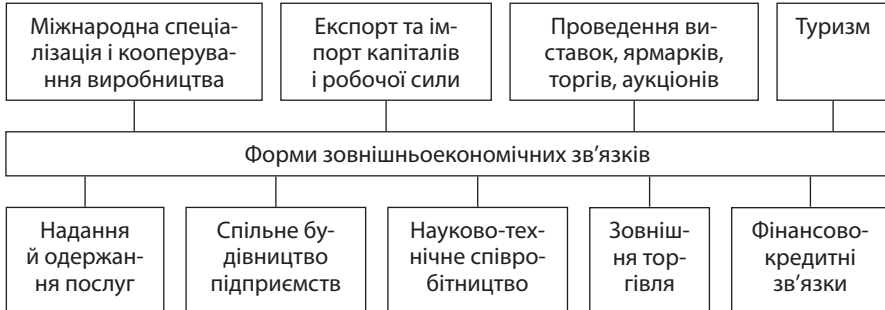 Міжнародна спеціа-
лізація і кооперува-
ння виробництва
Експорт та ім-
порт капіталів
і робочої сили
Проведення ви-
ставок, ярмарків,
торгів, аукціонів
Туризм
Форми зовнішньоекономічних зв'язків
Надання
й одержан-
ня послуг
Спільне бу-
дівництво
підприємств
Науково-тех-
нічне співро-
бітництво
Зовніш-
ня тор-
гівля
Фінансово-
кредитні
зв'язки